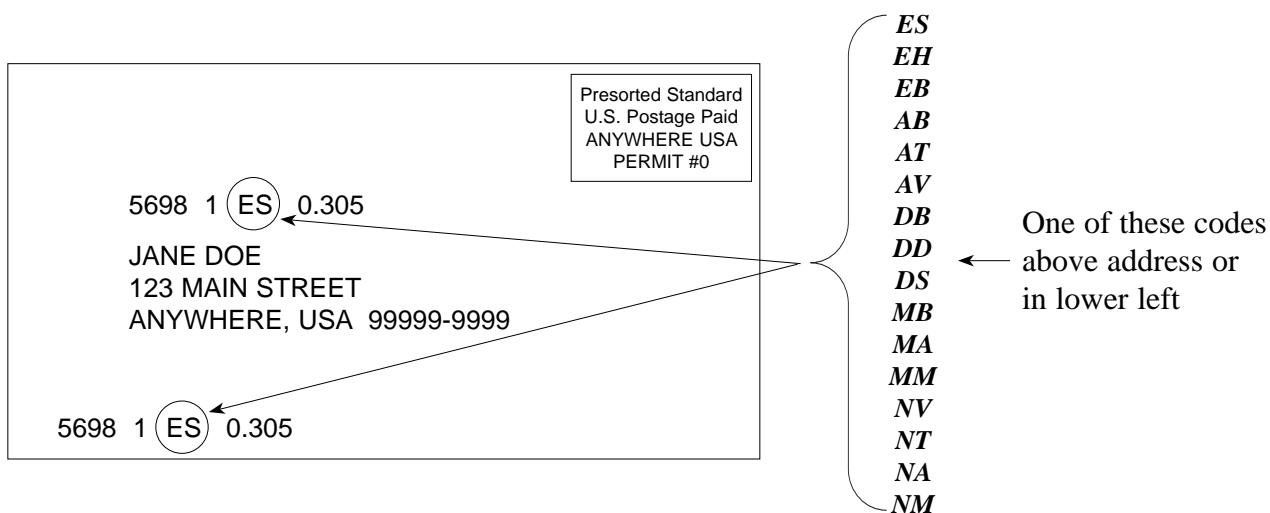 Presorted Standard
U.S. Postage Paid
ANYWHERE USA
PERMIT #0
5698 1 ES 0.305
JANE DOE
123 MAIN STREET
ANYWHERE, USA 99999-9999
5698 1 ES 0.305
ES
EH
EB
AB
AT
AV
DB
DD
DS
MB
MA
MM
NV
NT
NA
NM
One of these codes
above address or
in lower left